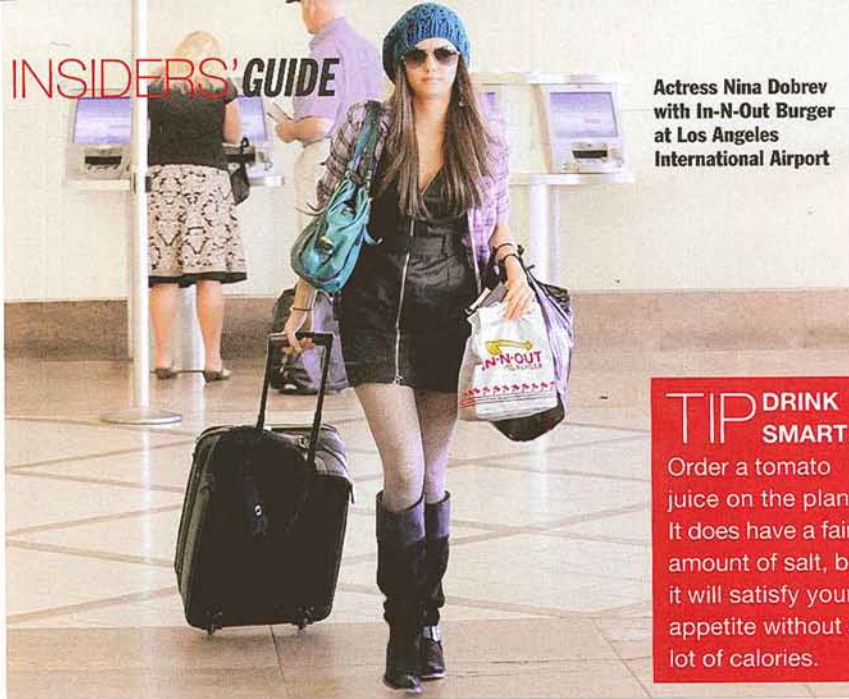 INSIDERS' GUIDE
Actress Nina Dobrev
with In-N-Out Burger
at Los Angeles
International Airport
N-N-OUT
BURGER
TIP DRINK
SMART
Order a tomato
juice on the plan
It does have a fair
amount of salt, b
it will satisfy your
appetite without
lot of calories.